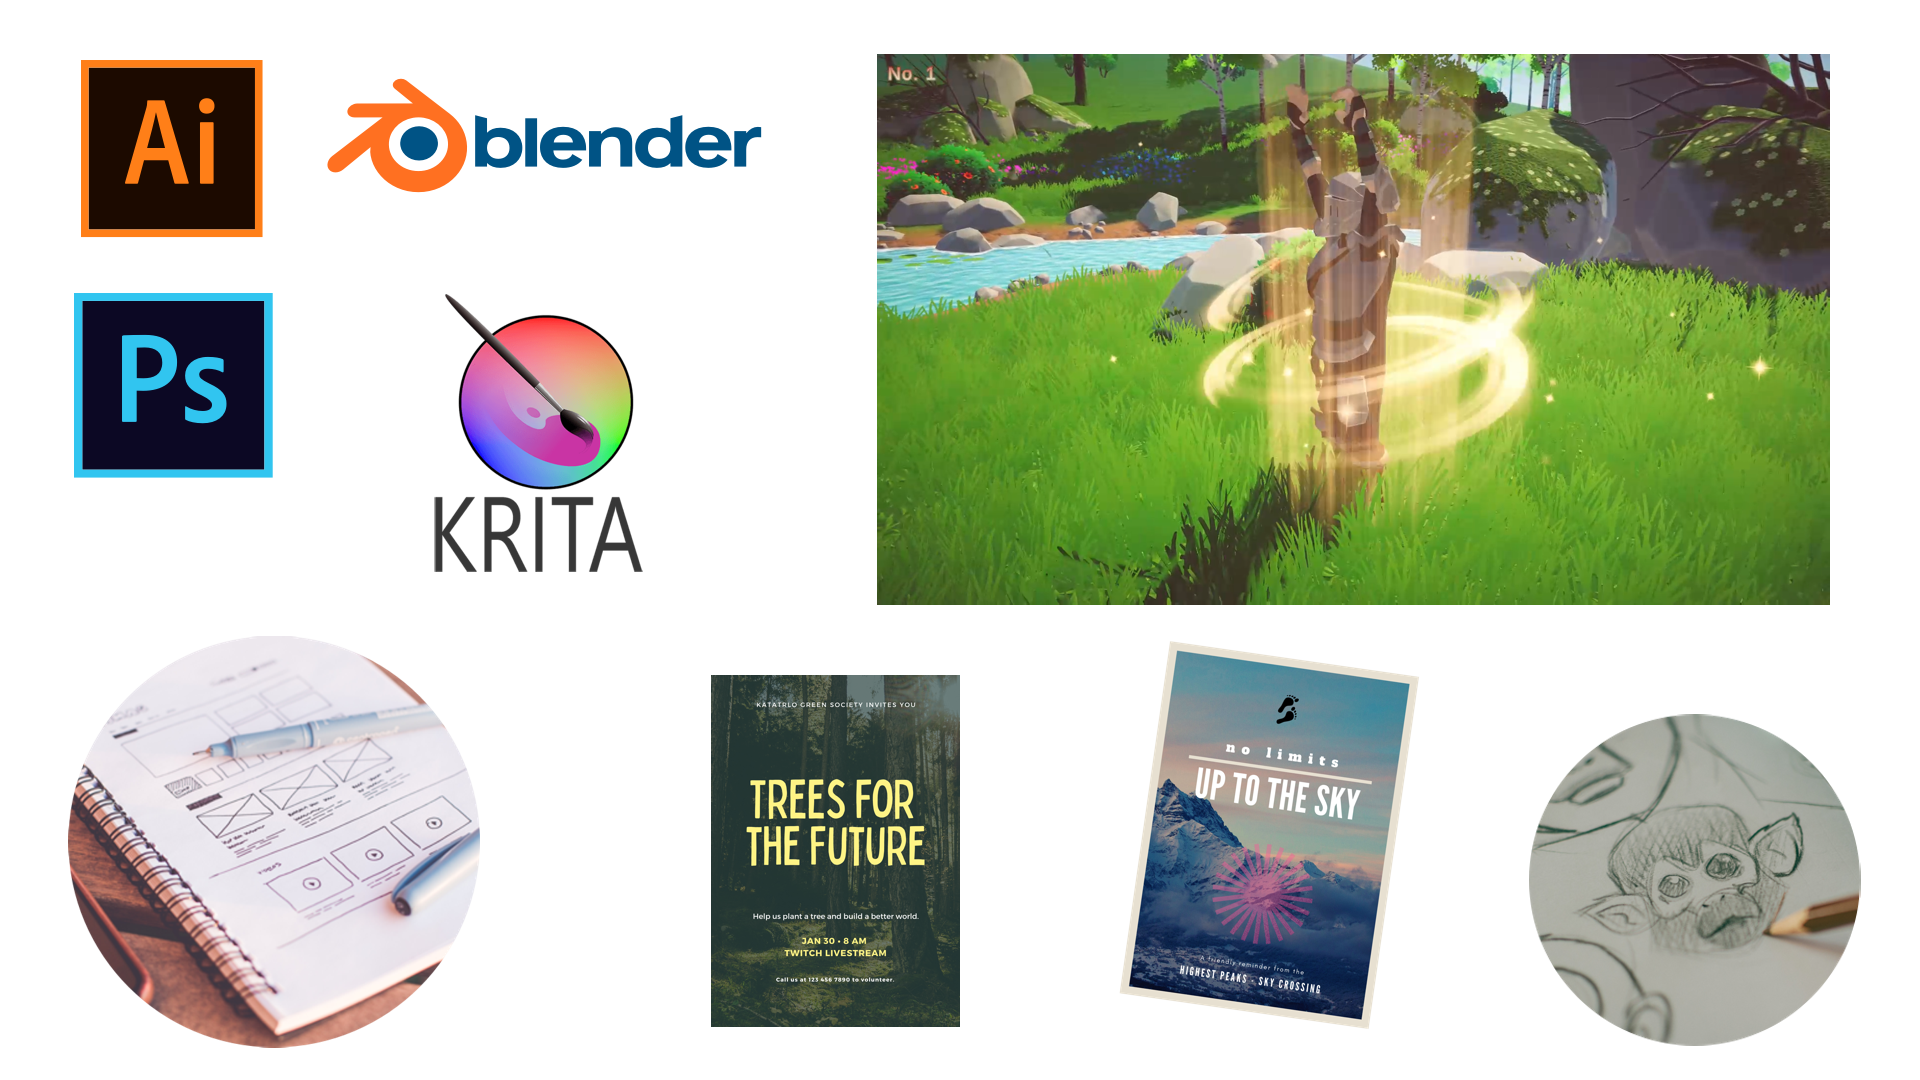 Ai
blender
No. 1
Ps
KRITA
KATATRLO GREEN SOCIETY INVITES YOU
TREES FOR
THE FUTURE
Help us plant a tree and build a better world.
JAN 30 • 8 AM
TWITCH LIVESTREAM
Call us at 123 456 7890 to volunteer.
no limits
UP TO THE SKY
A friendly reminder from the
HIGHEST PEAKS - SKY CROSSING